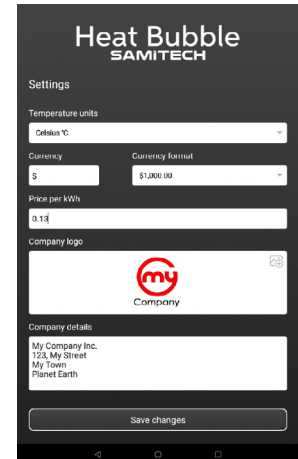 Heat Bubble
SAMITECH
Settings
Temperature units
Celsius °C
Currency
Currency format
$
$1,000.00
Price per kWh
0.13
Company logo
my
Company
Company details
My Company Inc.
123, My Street
My Town
Planet Earth
Save changes